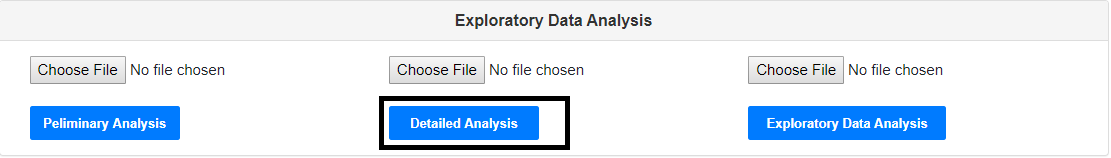 Exploratory Data Analysis
Choose File No file chosen Choose File No file chosen Choose File No file chosen
Peliminary Analysis Detailed Analysis Exploratory Data Analysis